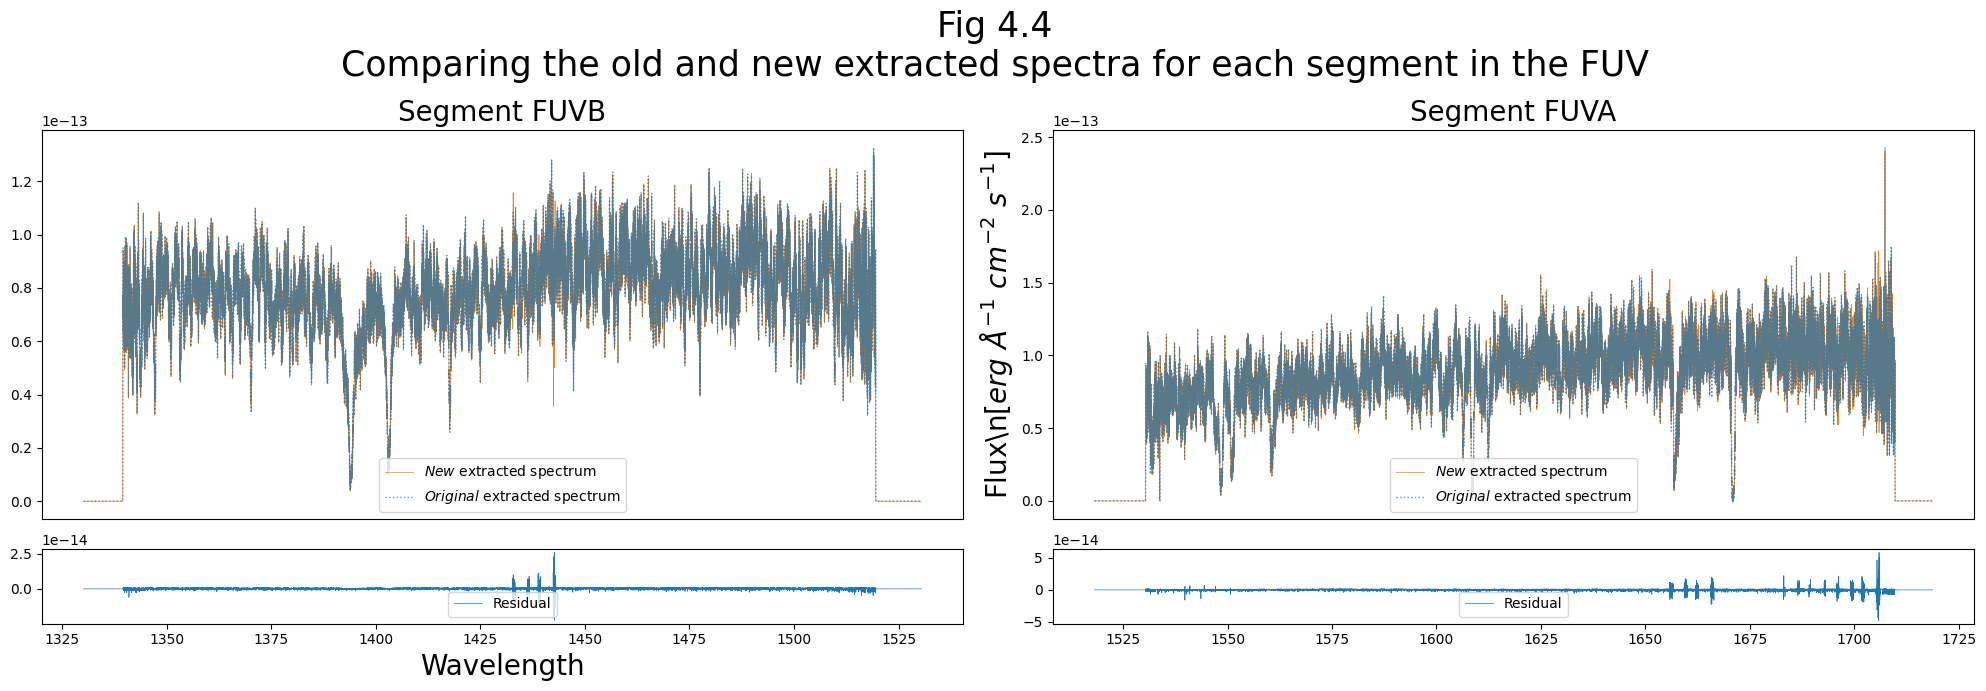 Fig 4.4
Comparing the old and new extracted spectra for each segment in the FUV
Segment FUVB
1e−13
1.2
1.0
0.8
0.6
0.4
0.2
0.0
New extracted spectrum
Original extracted spectrum
1e−14
2.5
0.0
Residual
1325 1350 1375 1400 1425 1450 1475 1500 1525
Wavelength
Segment FUVA
1e−13
Flux\n[erg Å⁻¹ cm⁻² s⁻¹]
2.5
2.0
1.5
1.0
0.5
0.0
New extracted spectrum
Original extracted spectrum
1e−14
5
0
−5
Residual
1525 1550 1575 1600 1625 1650 1675 1700 1725